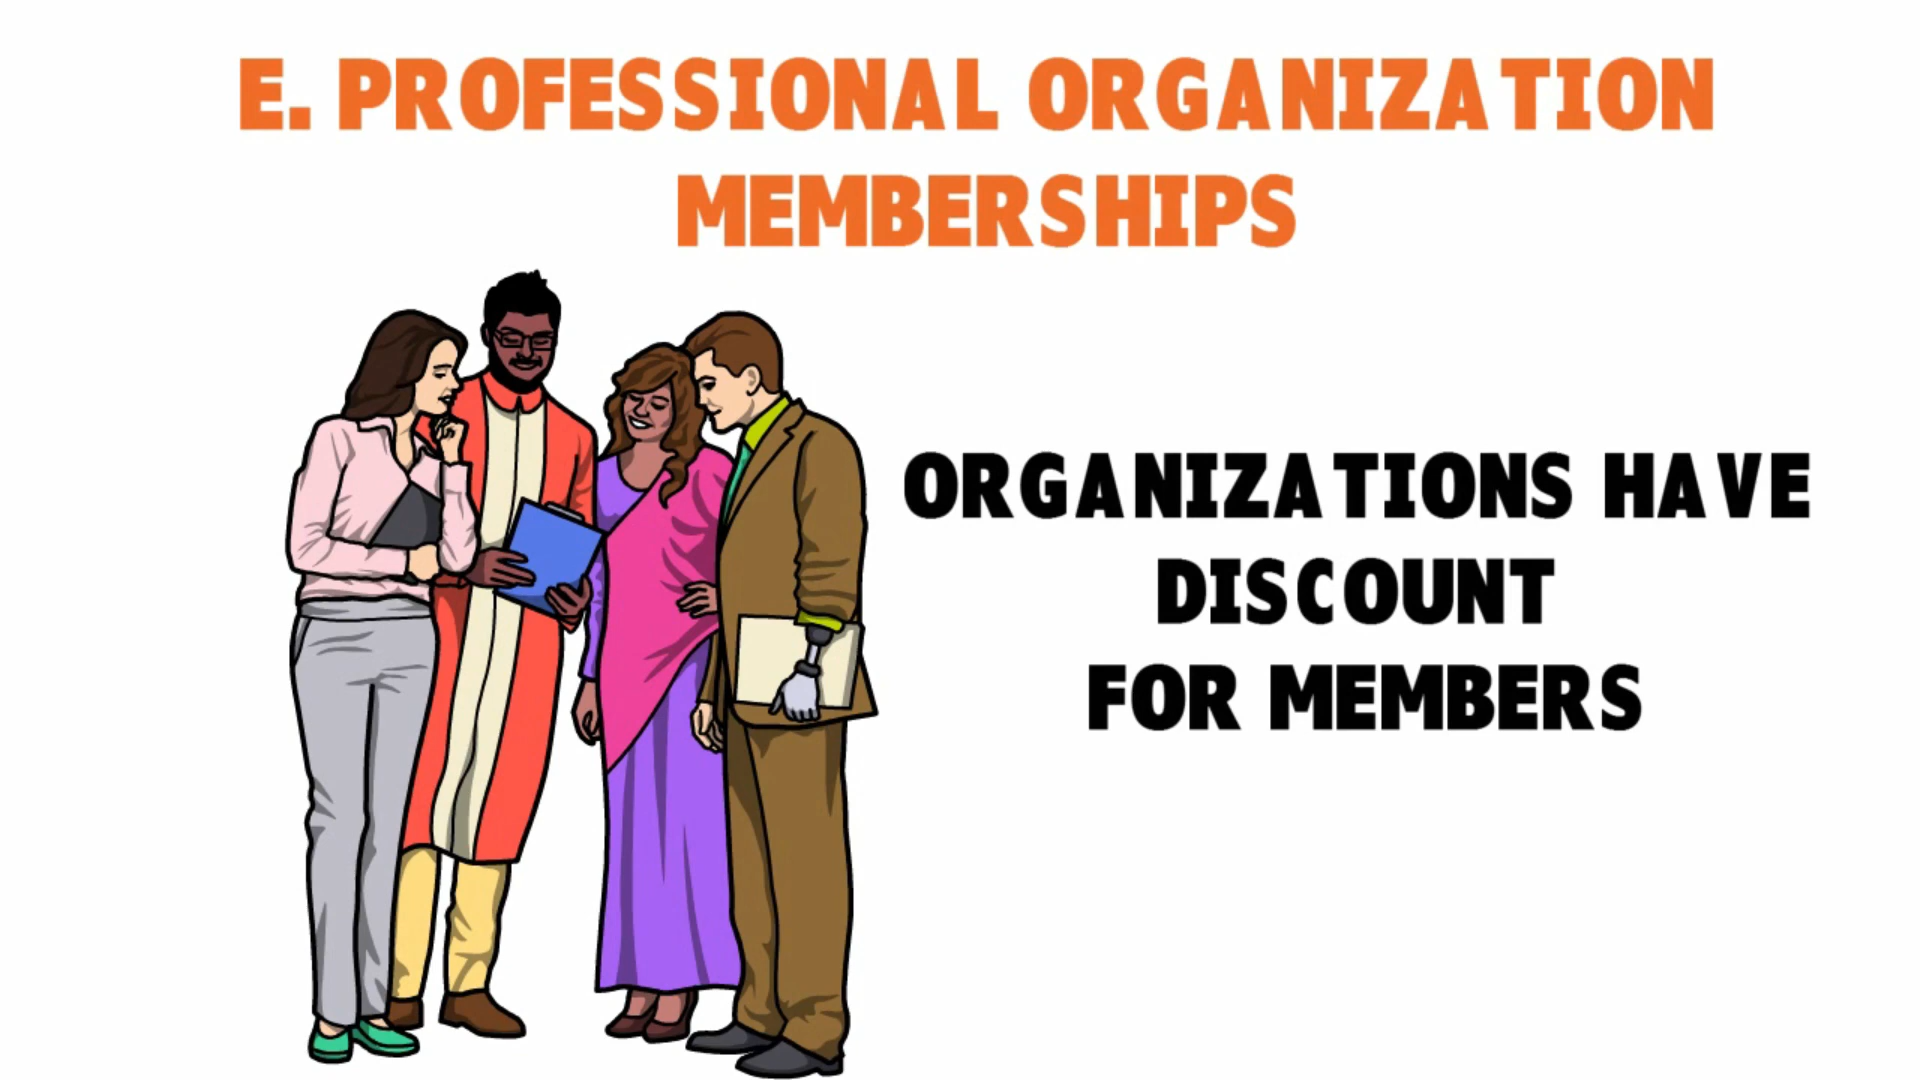 E. PROFESSIONAL ORGANIZATION
MEMBERSHIPS
ORGANIZATIONS HAVE
DISCOUNT
FOR MEMBERS